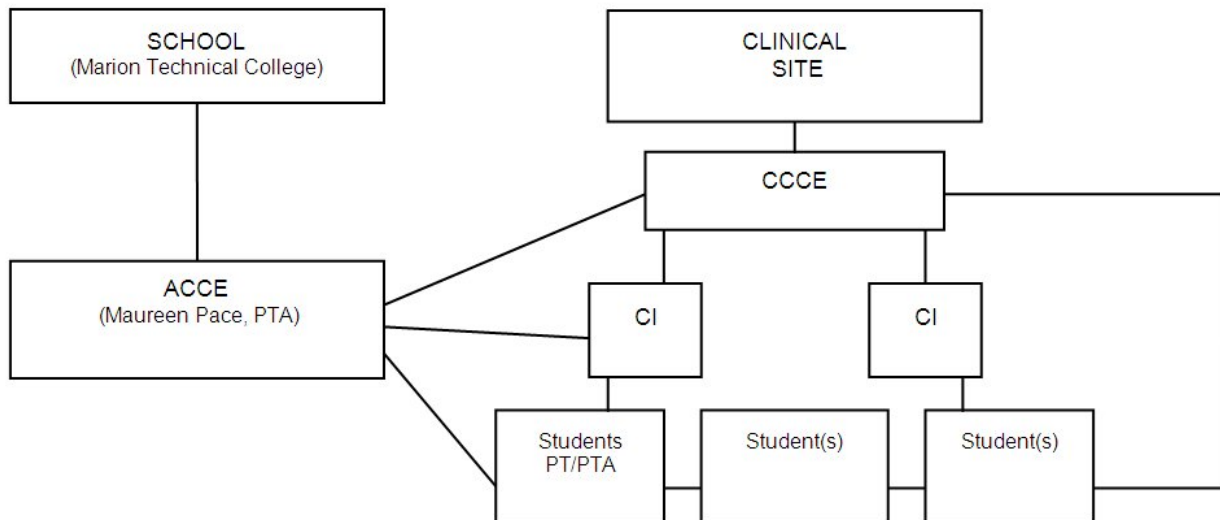 SCHOOL
(Marion Technical College)
CLINICAL
SITE
CCCE
ACCE
(Maureen Pace, PTA)
CI
CI
Students
PT/PTA
Student(s)
Student(s)